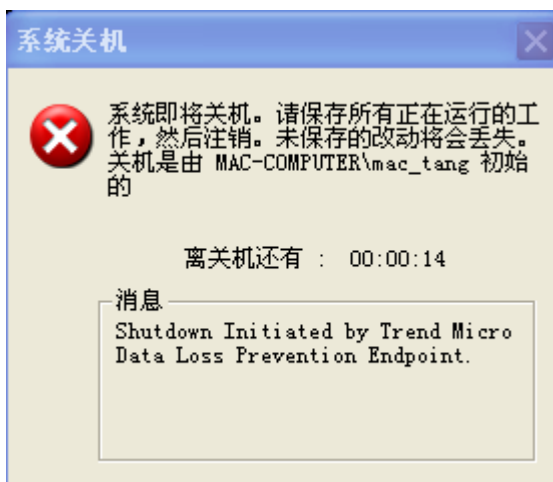 系统关机
系统即将关机。请保存所有正在运行的工
作，然后注销。未保存的改动将会丢失。
关机是由 MAC-COMPUTER\mac_tang 初始
的
离关机还有 : 00:00:14
消息
Shutdown Initiated by Trend Micro
Data Loss Prevention Endpoint.